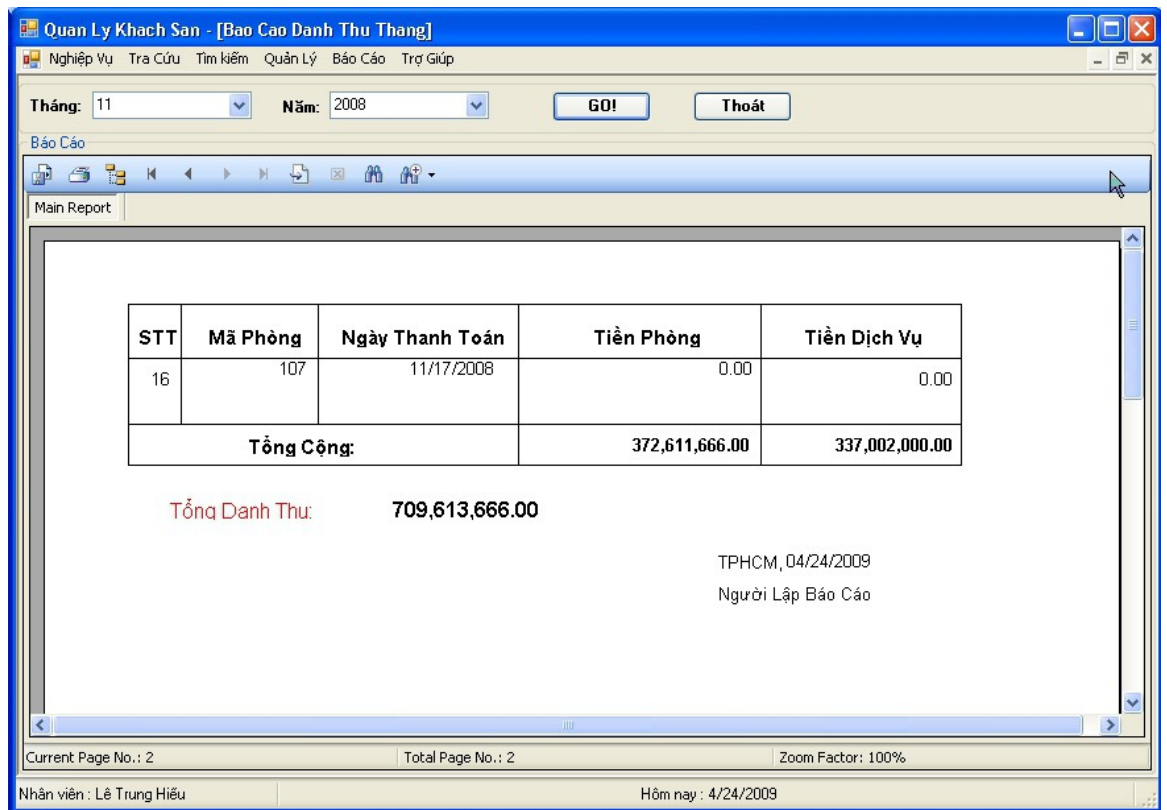 Quan Ly Khach San - [Bao Cao Danh Thu Thang]
Nghiệp Vụ Tra Cứu Tìm kiếm Quản Lý Báo Cáo Trợ Giúp
Tháng: 11 Năm: 2008 GO! Thoát
Báo Cáo
Main Report
STT Mã Phòng Ngày Thanh Toán Tiền Phòng Tiền Dịch Vụ
16 107 11/17/2008 0.00 0.00
Tổng Cộng: 372,611,666.00 337,002,000.00
Tổng Danh Thu: 709,613,666.00
TPHCM, 04/24/2009
Người Lập Báo Cáo
Current Page No.: 2 Total Page No.: 2 Zoom Factor: 100%
Nhân viên : Lê Trung Hiếu Hôm nay : 4/24/2009